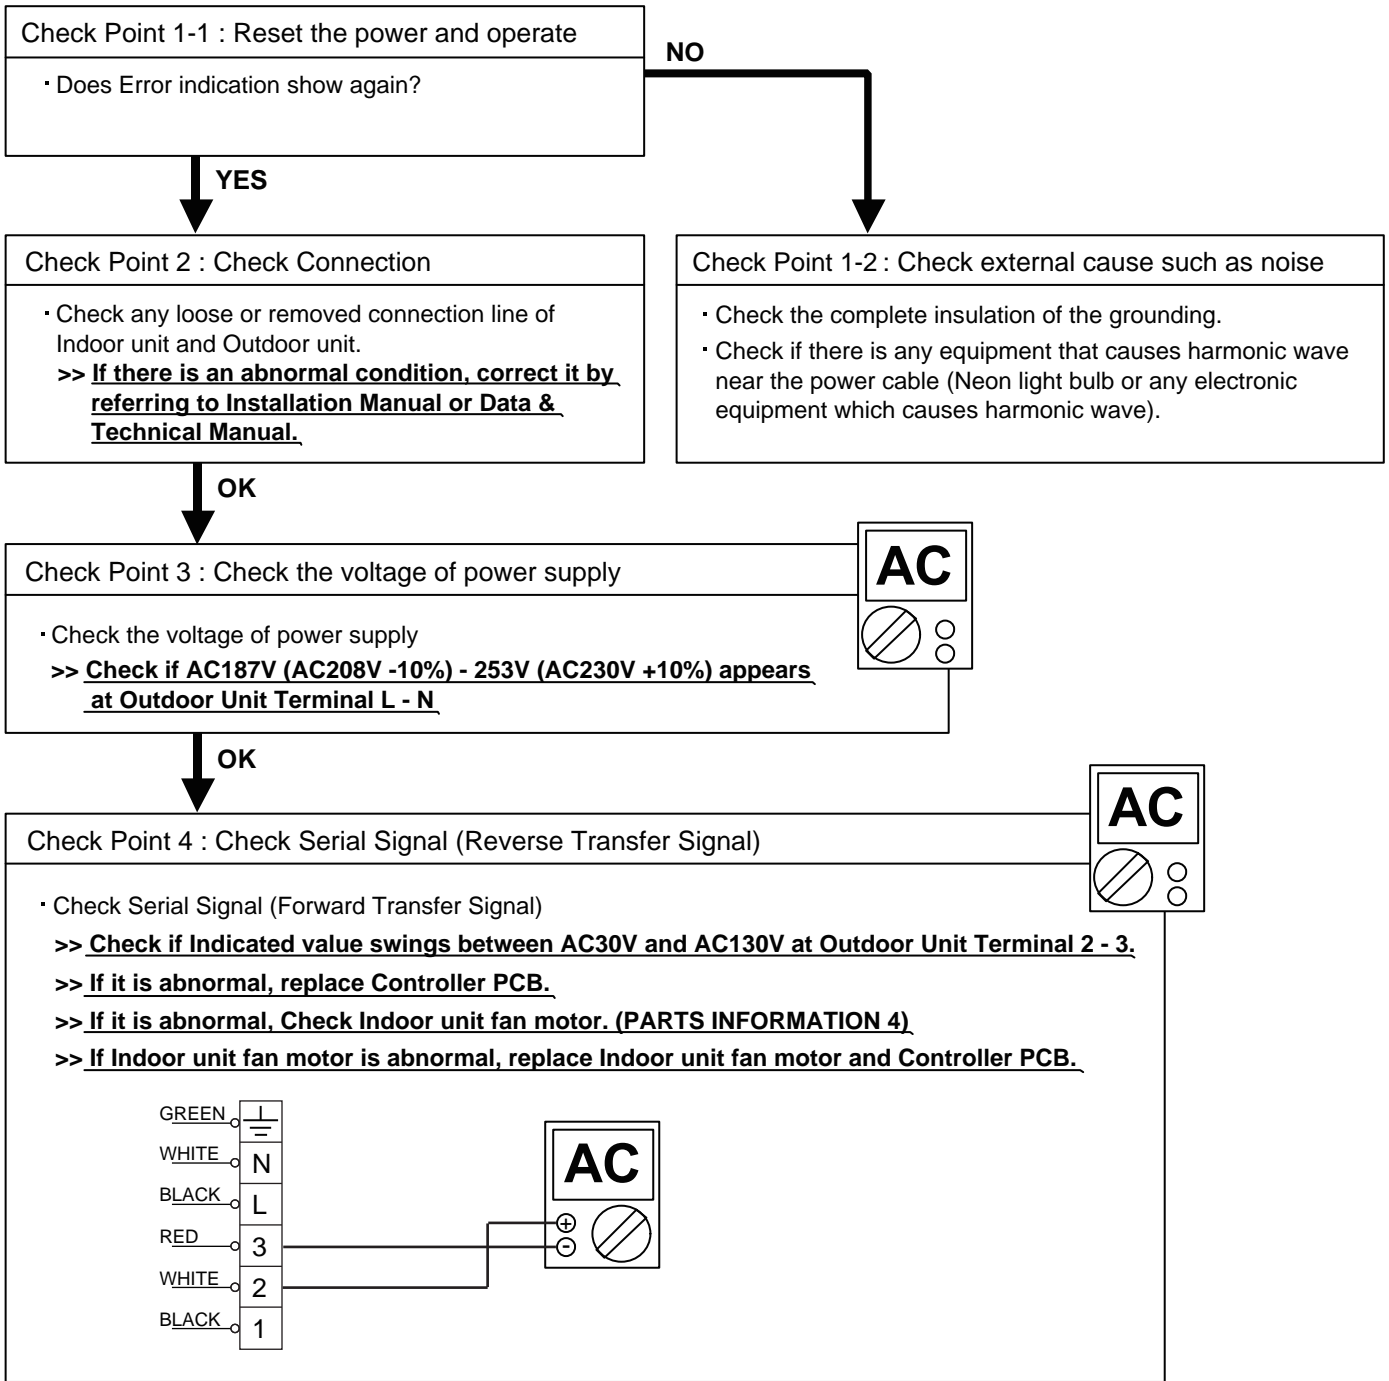 Check Point 1-1 : Reset the power and operate
· Does Error indication show again?
NO
YES
Check Point 2 : Check Connection
· Check any loose or removed connection line of
Indoor unit and Outdoor unit.
>> If there is an abnormal condition, correct it by
referring to Installation Manual or Data &
Technical Manual.
Check Point 1-2 : Check external cause such as noise
· Check the complete insulation of the grounding.
· Check if there is any equipment that causes harmonic wave
near the power cable (Neon light bulb or any electronic
equipment which causes harmonic wave).
OK
Check Point 3 : Check the voltage of power supply
AC
· Check the voltage of power supply
>> Check if AC187V (AC208V -10%) - 253V (AC230V +10%) appears
at Outdoor Unit Terminal L - N
OK
Check Point 4 : Check Serial Signal (Reverse Transfer Signal)
AC
· Check Serial Signal (Forward Transfer Signal)
>> Check if Indicated value swings between AC30V and AC130V at Outdoor Unit Terminal 2 - 3.
>> If it is abnormal, replace Controller PCB.
>> If it is abnormal, Check Indoor unit fan motor. (PARTS INFORMATION 4)
>> If Indoor unit fan motor is abnormal, replace Indoor unit fan motor and Controller PCB.
GREEN
WHITE N
BLACK L
RED 3
WHITE 2
BLACK 1
AC
+
-